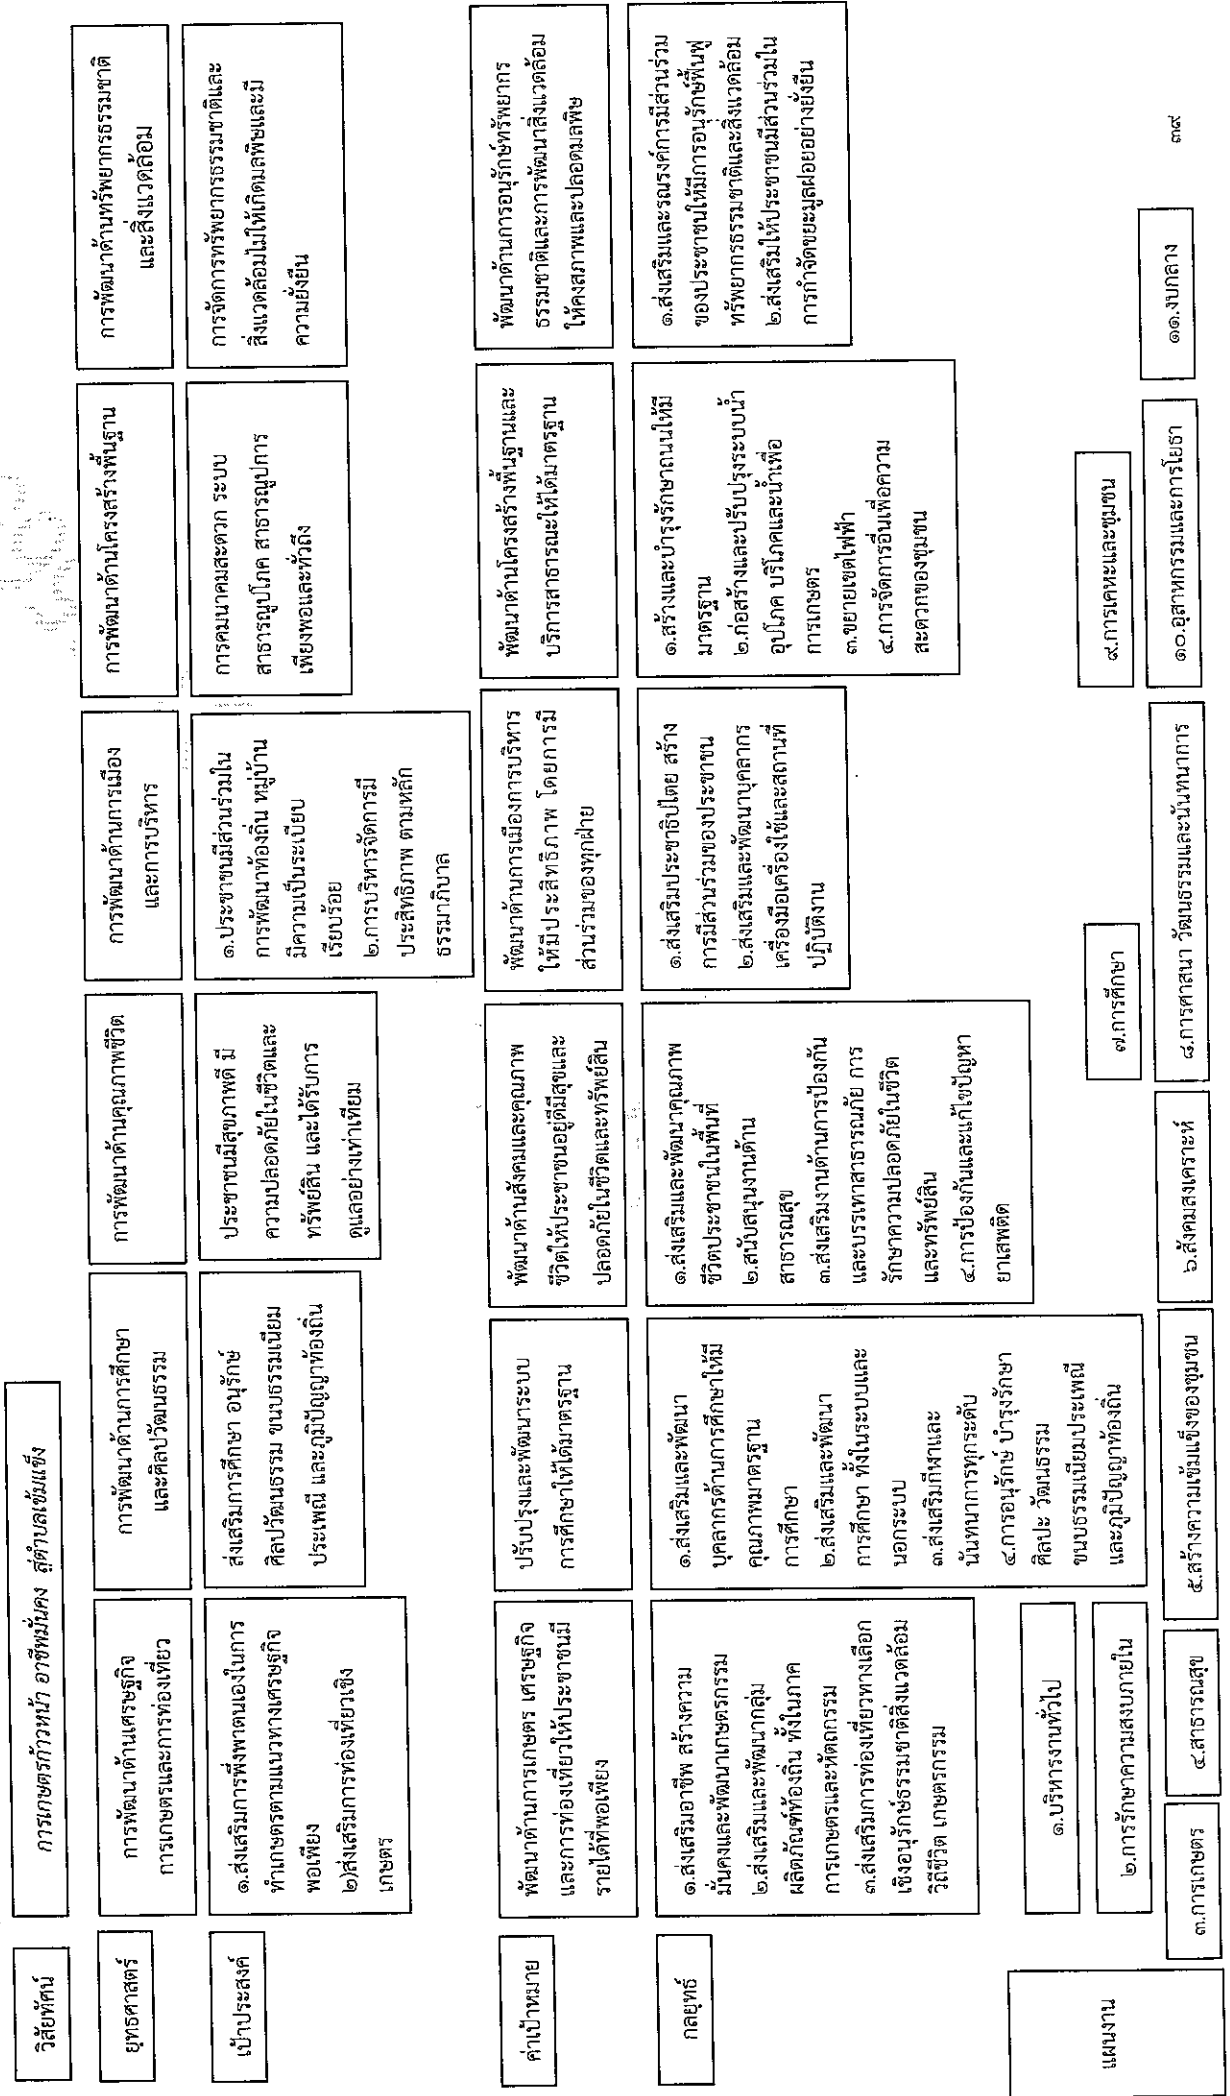 วิสัยทัศน์
การเกษตรก้าวหน้า อาชีพมั่นคง สู่ตำบลเข้มแข็ง
ยุทธศาสตร์
การพัฒนาด้านเศรษฐกิจ
การเกษตรและการท่องเที่ยว
การพัฒนาด้านการศึกษา
และศิลปวัฒนธรรม
การพัฒนาด้านคุณภาพชีวิต
การพัฒนาด้านการเมือง
และการบริหาร
การพัฒนาด้านโครงสร้างพื้นฐาน
การพัฒนาด้านทรัพยากรธรรมชาติ
และสิ่งแวดล้อม
เป้าประสงค์
๑.ส่งเสริมการพึ่งพาตนเองในการ
ทำเกษตรตามแนวทางเศรษฐกิจ
พอเพียง
๒)ส่งเสริมการท่องเที่ยวเชิง
เกษตร
ส่งเสริมการศึกษา อนุรักษ์
ศิลปวัฒนธรรม ขนบธรรมเนียม
ประเพณี และภูมิปัญญาท้องถิ่น
ประชาชนมีสุขภาพดี มี
ความปลอดภัยในชีวิตและ
ทรัพย์สิน และได้รับการ
ดูแลอย่างเท่าเทียม
๑.ประชาชนมีส่วนร่วมใน
การพัฒนาท้องถิ่น หมู่บ้าน
มีความเป็นระเบียบ
เรียบร้อย
๒.การบริหารจัดการมี
ประสิทธิภาพ ตามหลัก
ธรรมาภิบาล
การคมนาคมสะดวก ระบบ
สาธารณูปโภค สาธารณูปการ
เพียงพอและทั่วถึง
การจัดการทรัพยากรธรรมชาติและ
สิ่งแวดล้อมไม่ให้เกิดมลพิษและมี
ความยั่งยืน
ค่าเป้าหมาย
พัฒนาด้านการเกษตร เศรษฐกิจ
และการท่องเที่ยวให้ประชาชนมี
รายได้ที่พอเพียง
ปรับปรุงและพัฒนาระบบ
การศึกษาให้ได้มาตรฐาน
พัฒนาด้านสังคมและคุณภาพ
ชีวิตให้ประชาชนอยู่ดีมีสุขและ
ปลอดภัยในชีวิตและทรัพย์สิน
พัฒนาด้านการเมืองการบริหาร
ให้มีประสิทธิภาพ โดยการมี
ส่วนร่วมของทุกฝ่าย
พัฒนาด้านโครงสร้างพื้นฐานและ
บริการสาธารณะให้ได้มาตรฐาน
พัฒนาด้านการอนุรักษ์ทรัพยากร
ธรรมชาติและการพัฒนาสิ่งแวดล้อม
ให้คงสภาพและปลอดมลพิษ
กลยุทธ์
๑.ส่งเสริมอาชีพ สร้างความ
มั่นคงและพัฒนาเกษตรกรรม
๒.ส่งเสริมและพัฒนากลุ่ม
ผลิตภัณฑ์ท้องถิ่น ทั้งในภาค
การเกษตรและหัตถกรรม
๓.ส่งเสริมการท่องเที่ยวทางเลือก
เชิงอนุรักษ์ธรรมชาติสิ่งแวดล้อม
วิถีชีวิต เกษตรกรรม
๑.ส่งเสริมและพัฒนา
บุคลากรด้านการศึกษาให้มี
คุณภาพมาตรฐาน
การศึกษา
๒.ส่งเสริมและพัฒนา
การศึกษา ทั้งในระบบและ
นอกระบบ
๓.ส่งเสริมกีฬาและ
นันทนาการทุกระดับ
๔.การอนุรักษ์ บำรุงรักษา
ศิลปะ วัฒนธรรม
ขนบธรรมเนียมประเพณี
และภูมิปัญญาท้องถิ่น
๑.ส่งเสริมและพัฒนาคุณภาพ
ชีวิตประชาชนในพื้นที่
๒.สนับสนุนงานด้าน
สาธารณสุข
๓.ส่งเสริมงานด้านการป้องกัน
และบรรเทาสาธารณภัย การ
รักษาความปลอดภัยในชีวิต
และทรัพย์สิน
๔.การป้องกันและแก้ไขปัญหา
ยาเสพติด
๑.ส่งเสริมประชาธิปไตย สร้าง
การมีส่วนร่วมของประชาชน
๒.ส่งเสริมและพัฒนาบุคลากร
เครื่องมือเครื่องใช้และสถานที่
ปฏิบัติงาน
๑.สร้างและบำรุงรักษาถนนให้มี
มาตรฐาน
๒.ก่อสร้างและปรับปรุงระบบน้ำ
อุปโภค บริโภคและน้ำเพื่อ
การเกษตร
๓.ขยายเขตไฟฟ้า
๔.การจัดการอื่นเพื่อความ
สะดวกของชุมชน
๑.ส่งเสริมและรณรงค์การมีส่วนร่วม
ของประชาชนให้มีการอนุรักษ์ฟื้นฟู
ทรัพยากรธรรมชาติและสิ่งแวดล้อม
๒.ส่งเสริมให้ประชาชนมีส่วนร่วมใน
การกำจัดขยะมูลฝอยอย่างยั่งยืน
แผนงาน
๑.บริหารงานทั่วไป
๒.การรักษาความสงบภายใน
๗.การศึกษา
๙.การเคหะและชุมชน
๓.การเกษตร
๔.สาธารณสุข
๕.สร้างความเข้มแข็งของชุมชน
๖.สังคมสงเคราะห์
๘.การศาสนา วัฒนธรรมและนันทนาการ
๑๐.อุสาหกรรมและการโยธา
๑๑.งบกลาง
๓๙